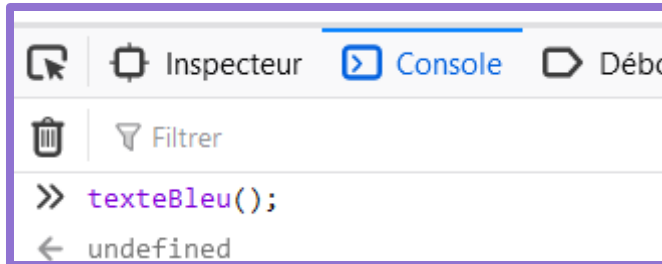 Inspecteur Console Débo
Filtrer
texteBleu();
undefined